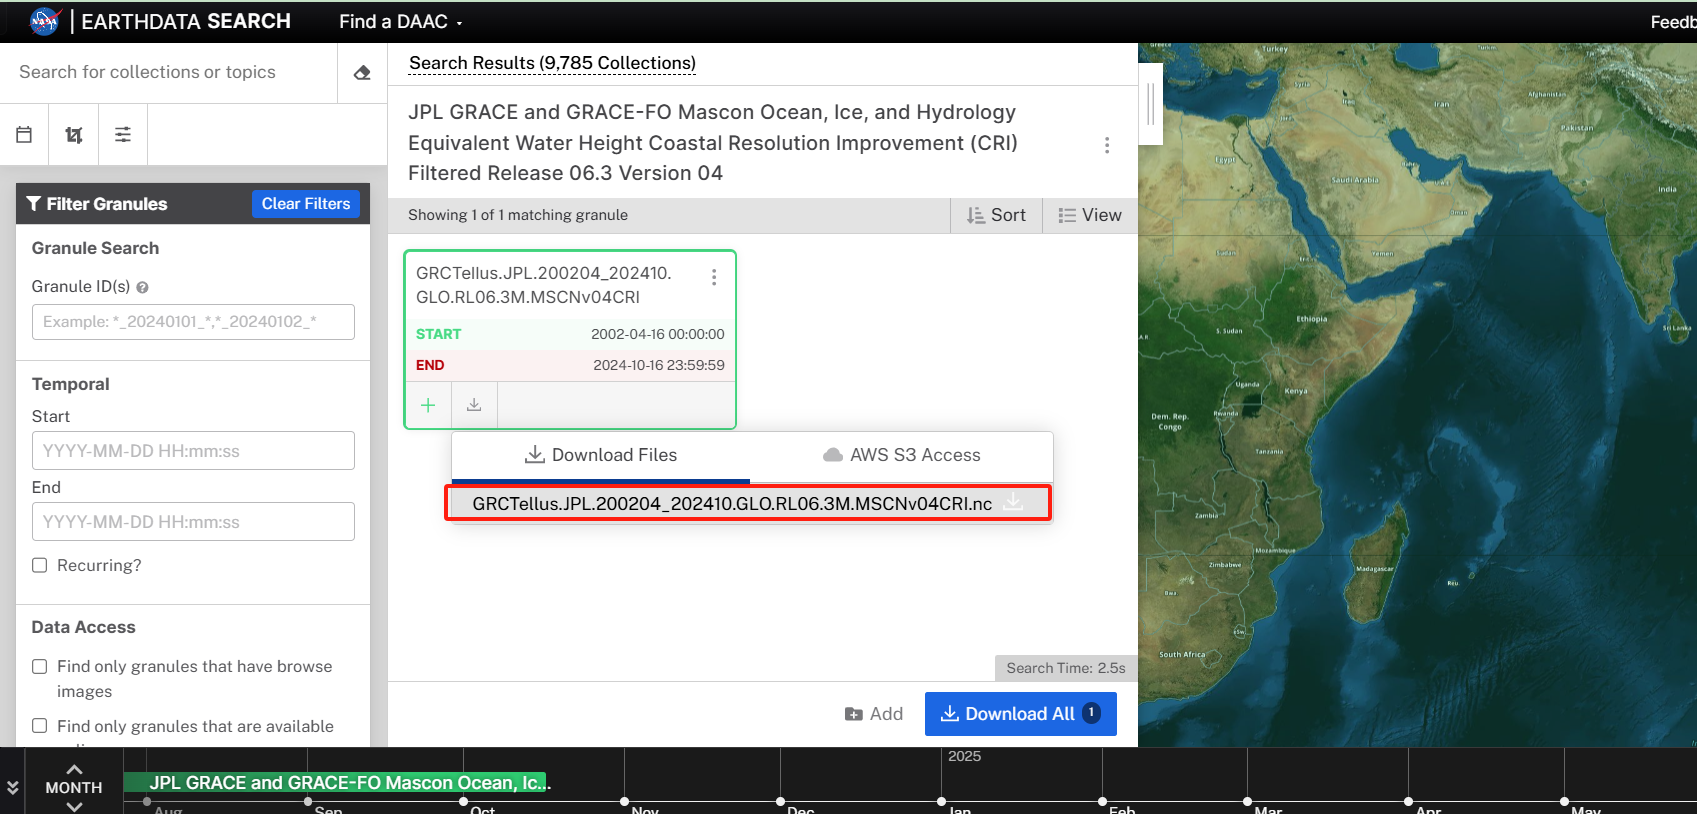 NASA | EARTHDATA SEARCH
Find a DAAC
Feedb
Search for collections or topics
Search Results (9,785 Collections)
JPL GRACE and GRACE-FO Mascon Ocean, Ice, and Hydrology
Equivalent Water Height Coastal Resolution Improvement (CRI)
Filtered Release 06.3 Version 04
Filter Granules
Clear Filters
Showing 1 of 1 matching granule
Sort
View
Granule Search
Granule ID(s)
Example: *_20240101_*,*_20240102_*
Temporal
Start
YYYY-MM-DD HH:mm:ss
End
YYYY-MM-DD HH:mm:ss
Recurring?
Data Access
Find only granules that have browse
images
Find only granules that are available
GRCTellus.JPL.200204_202410.
GLO.RL06.3M.MSCNv04CRI
START 2002-04-16 00:00:00
END 2024-10-16 23:59:59
Download Files
AWS S3 Access
GRCTellus.JPL.200204_202410.GLO.RL06.3M.MSCNv04CRI.nc
Search Time: 2.5s
Add
Download All 1
Turkey
Syria
Iraq
Iran
Afghanistan
Pakistan
Egypt
Saudi Arabia
India
Oman
Yemen
Sudan
Eri.
S. Sudan
Ethiopia
Sri Lanka
Uganda
Kenya
Rwanda
Dem. Rep.
Congo
Tanzania
Zambia
Mozambique
Zimbabwe
Madagascar
Reu.
Bwa
eSw
South Africa
MONTH
JPL GRACE and GRACE-FO Mascon Ocean, Ic...
2025
Aug
Sep
Oct
Nov
Dec
Jan
Feb
Mar
Apr
May